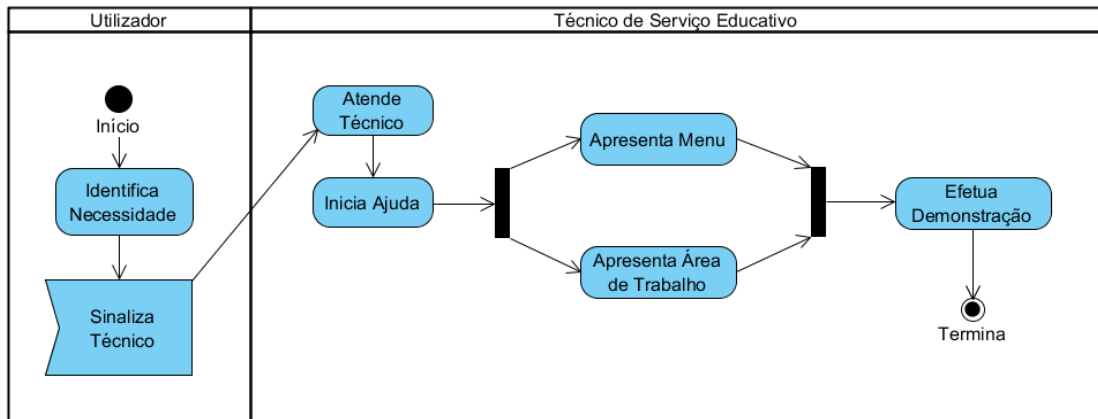 Utilizador
Técnico de Serviço Educativo
Início
Identifica
Necessidade
Sinaliza
Técnico
Atende
Técnico
Inicia Ajuda
Apresenta Menu
Apresenta Área
de Trabalho
Efetua
Demonstração
Termina